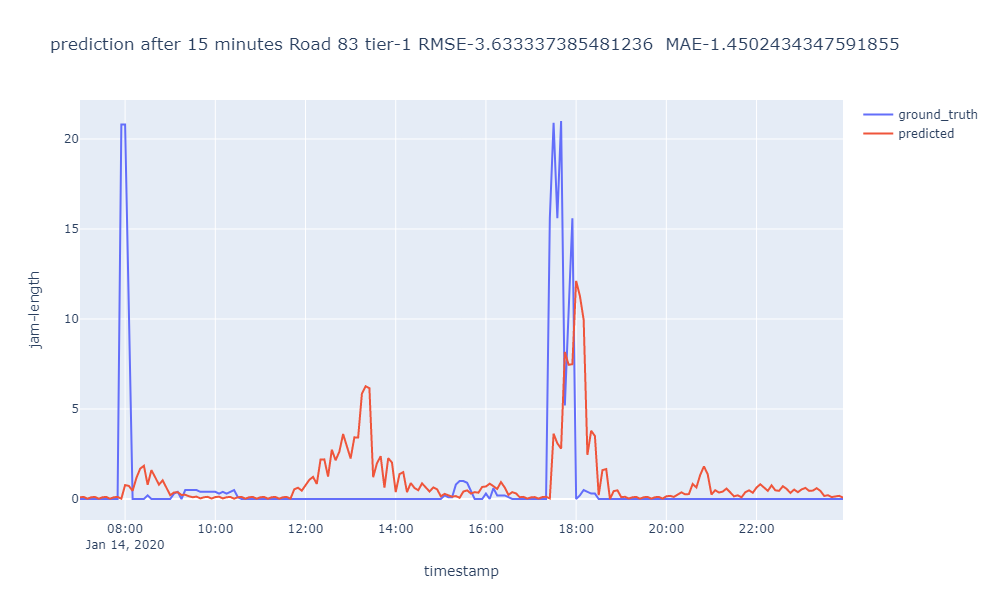 prediction after 15 minutes Road 83 tier-1 RMSE-3.633337385481236  MAE-1.4502434347591855
ground_truth
predicted
20
15
10
5
0
jam-length
08:00 10:00 12:00 14:00 16:00 18:00 20:00 22:00
Jan 14, 2020
timestamp